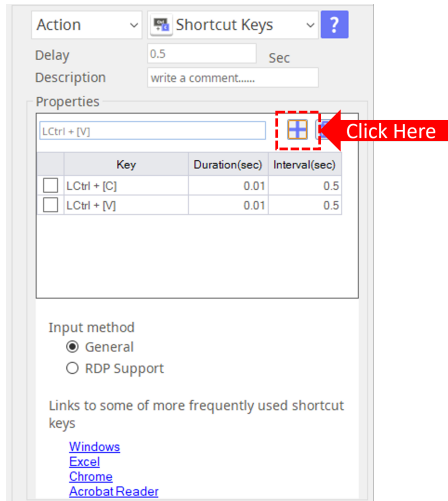 Action Shortcut Keys ?
Delay 0.5 Sec
Description write a comment......
Properties
LCtrl + [V]
Click Here
Key Duration(sec) Interval(sec)
LCtrl + [C] 0.01 0.5
LCtrl + [V] 0.01 0.5
Input method
General
RDP Support
Links to some of more frequently used shortcut
keys
Windows
Excel
Chrome
Acrobat Reader